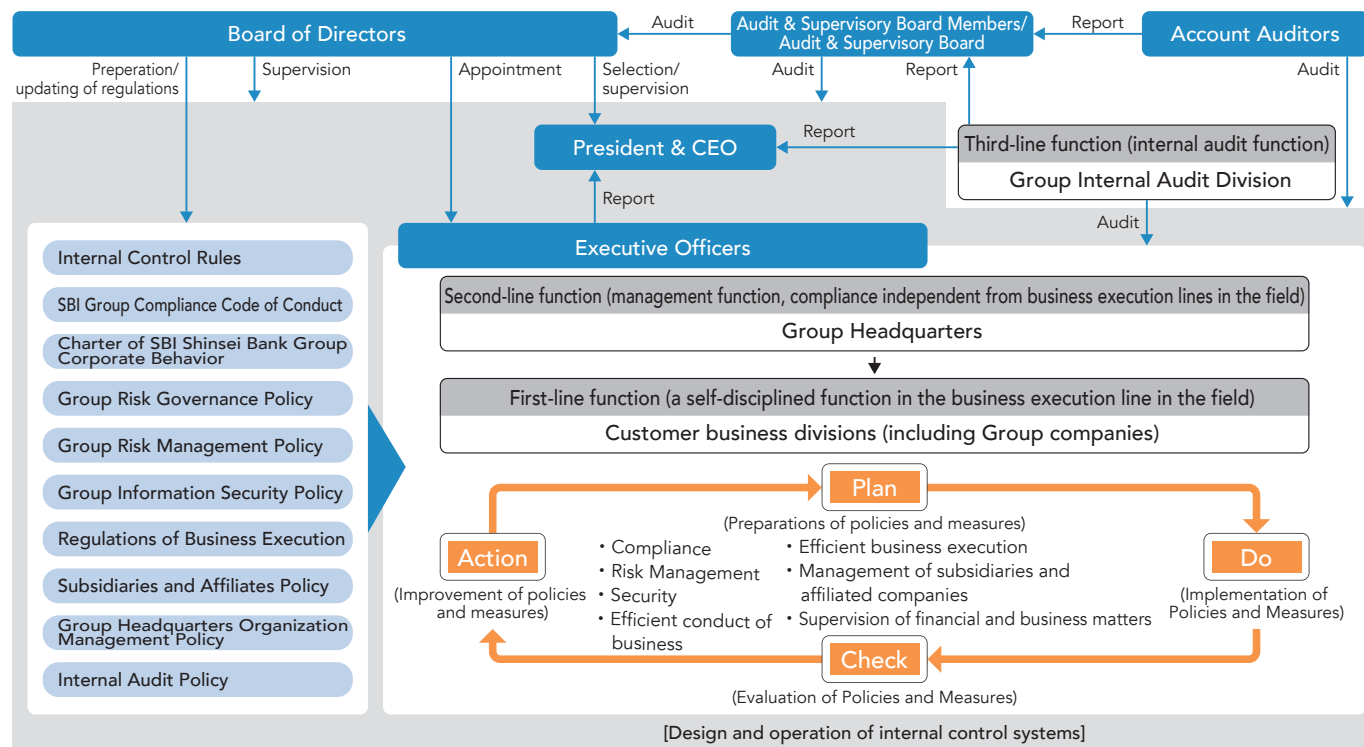 Board of Directors
Audit
Audit & Supervisory Board Members/
Audit & Supervisory Board
Report
Account Auditors
Preperation/
updating of regulations
Supervision
Appointment
Selection/
supervision
Audit
Report
Audit
President & CEO
Report
Third-line function (internal audit function)
Group Internal Audit Division
Report
Audit
Executive Officers
Internal Control Rules
SBI Group Compliance Code of Conduct
Charter of SBI Shinsei Bank Group
Corporate Behavior
Group Risk Governance Policy
Group Risk Management Policy
Group Information Security Policy
Regulations of Business Execution
Subsidiaries and Affiliates Policy
Group Headquarters Organization
Management Policy
Internal Audit Policy
Second-line function (management function, compliance independent from business execution lines in the field)
Group Headquarters
First-line function (a self-disciplined function in the business execution line in the field)
Customer business divisions (including Group companies)
Plan
(Preparations of policies and measures)
Action
(Improvement of policies
and measures)
・Compliance
・Risk Management
・Security
・Efficient conduct of
business
・Efficient business execution
・Management of subsidiaries and
affiliated companies
・Supervision of financial and business matters
Do
(Implementation of
Policies and Measures)
Check
(Evaluation of Policies and Measures)
[Design and operation of internal control systems]